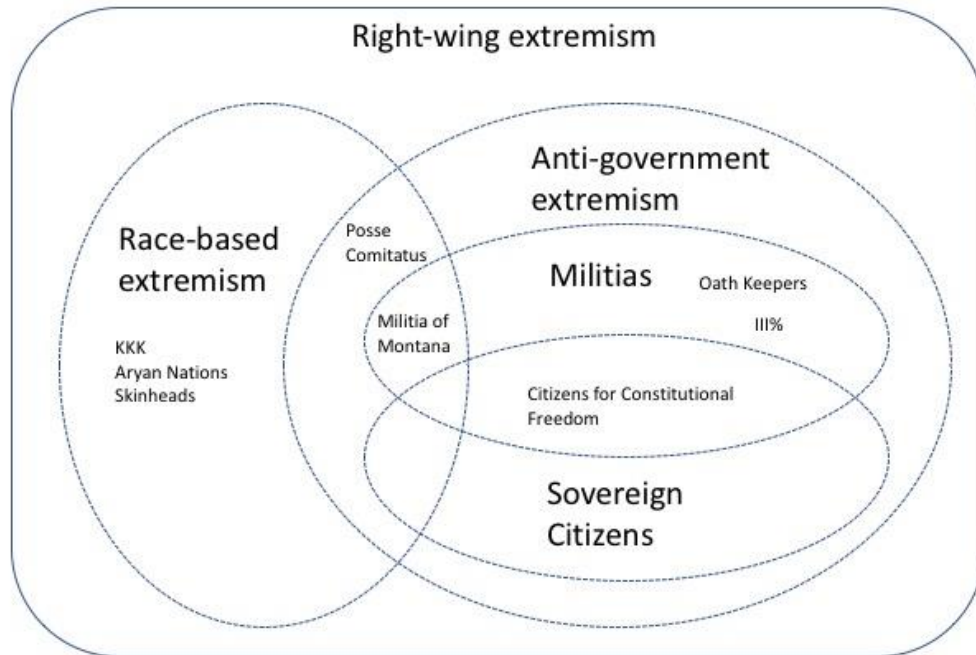 Right-wing extremism
Anti-government
extremism
Race-based
extremism
Posse
Comitatus
Militias
Oath Keepers
III%
Militia of
Montana
KKK
Aryan Nations
Skinheads
Citizens for Constitutional
Freedom
Sovereign
Citizens